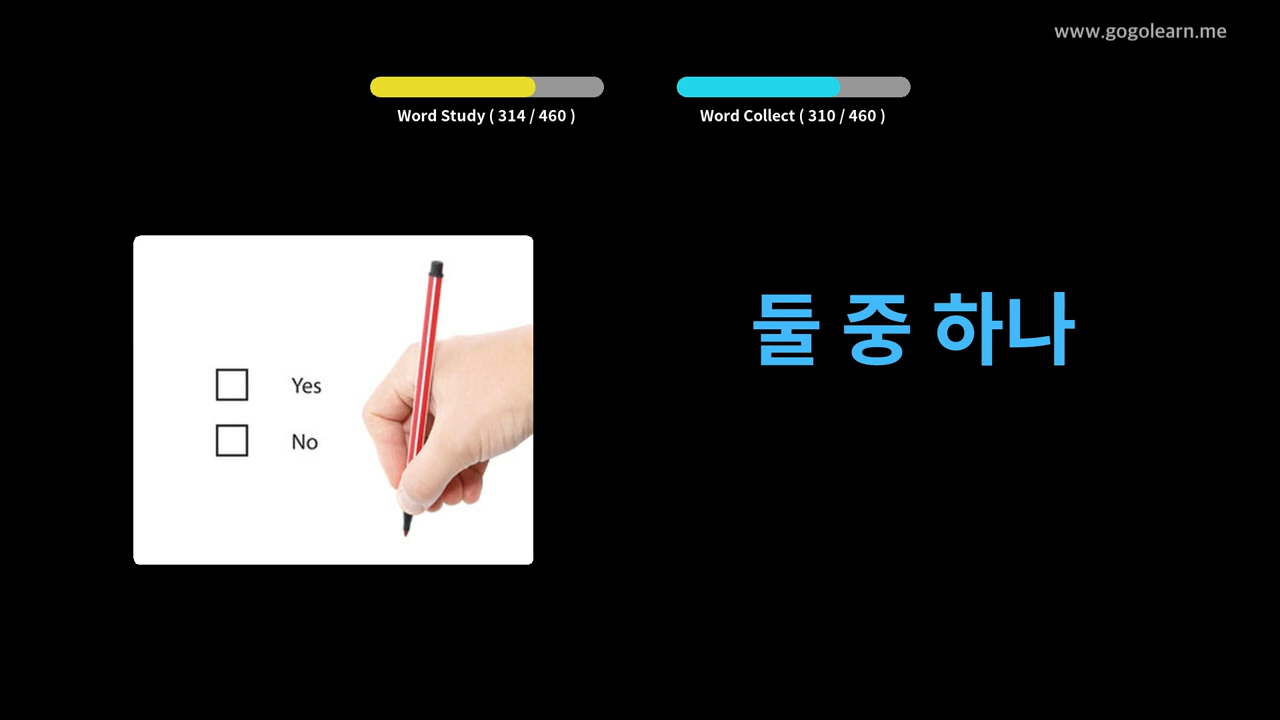 www.gogolearn.me
Word Study ( 314 / 460 )
Word Collect ( 310 / 460 )
Yes
No
둘 중 하나